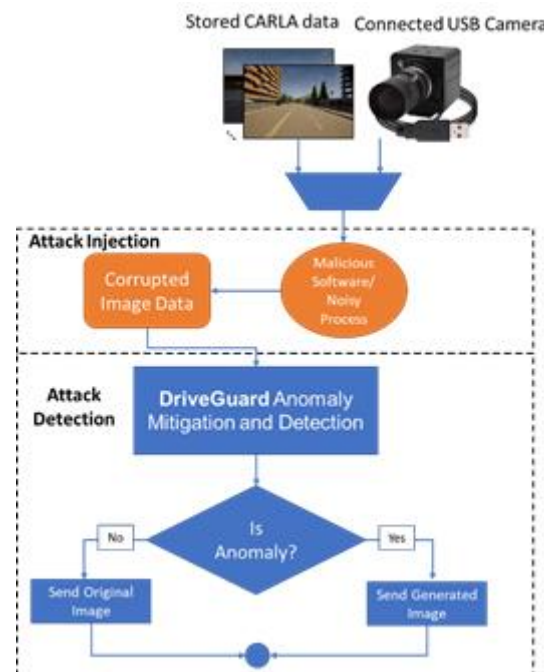 Stored CARLA data
Connected USB Camera
Attack Injection
Corrupted
Image Data
Malicious
Software/
Noisy
Process
Attack
Detection
DriveGuard Anomaly
Mitigation and Detection
Is
Anomaly?
No
Yes
Send Original
Image
Send Generated
Image